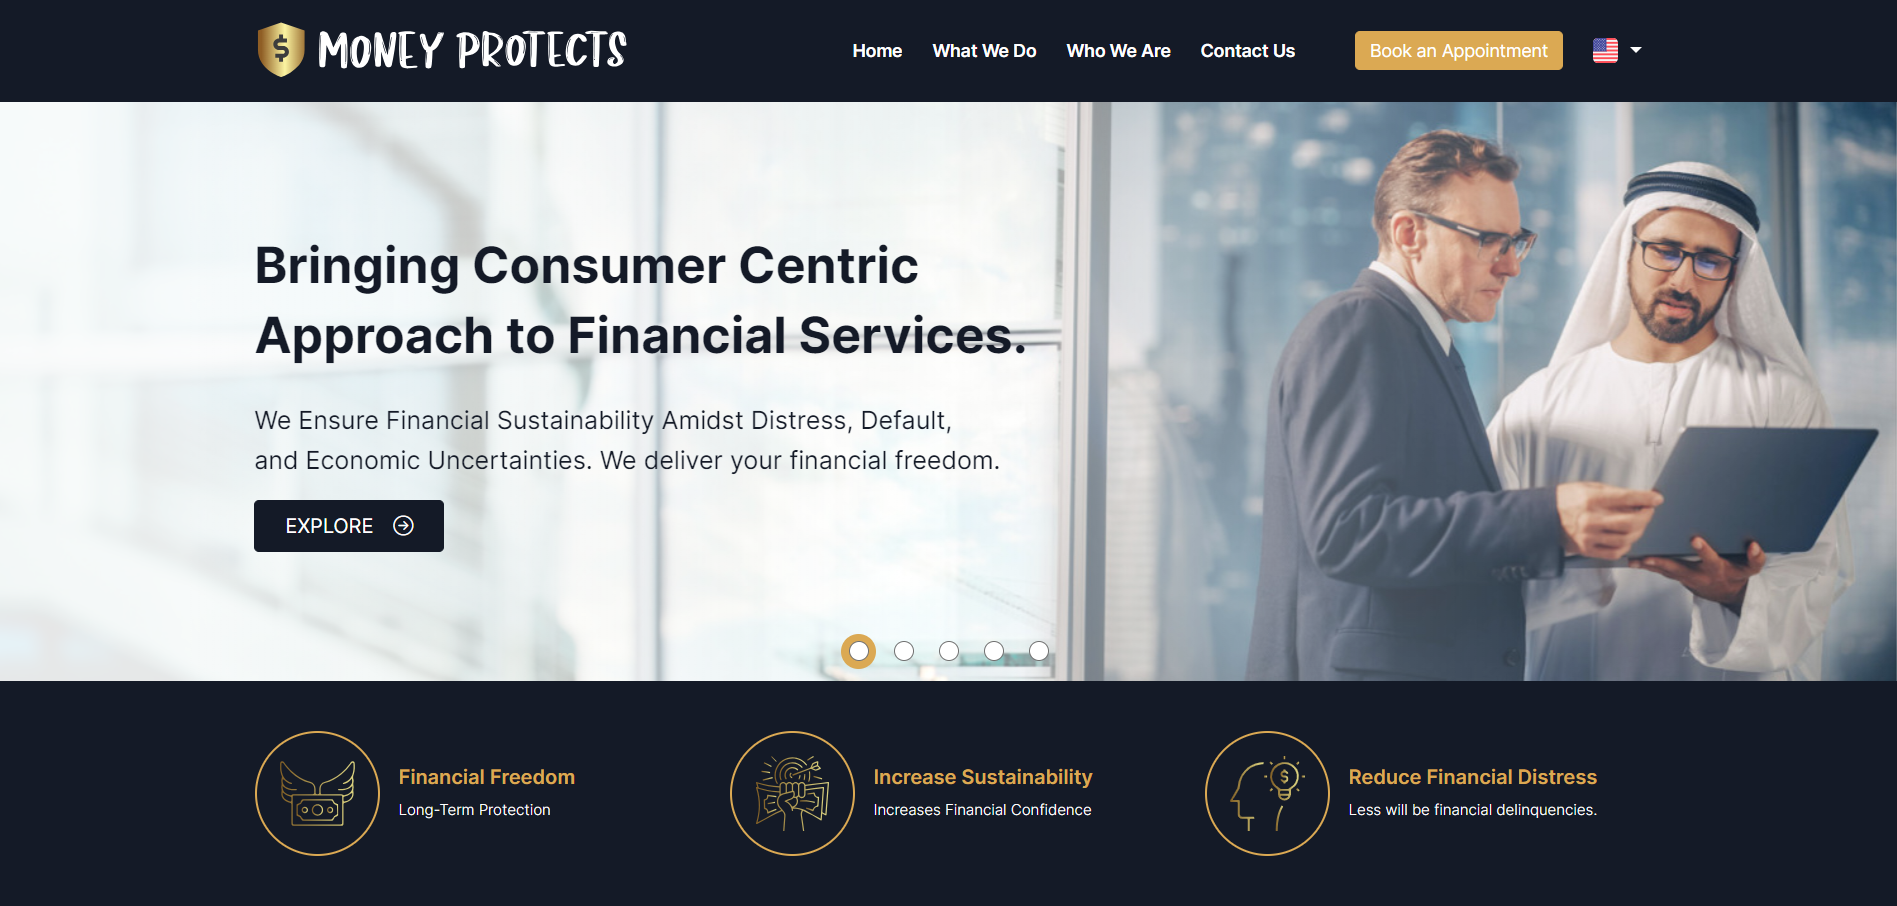 $ MONEY PROTECTS
Home What We Do Who We Are Contact Us Book an Appointment
Bringing Consumer Centric
Approach to Financial Services.
We Ensure Financial Sustainability Amidst Distress, Default,
and Economic Uncertainties. We deliver your financial freedom.
EXPLORE
Financial Freedom
Long-Term Protection
Increase Sustainability
Increases Financial Confidence
$
Reduce Financial Distress
Less will be financial delinquencies.